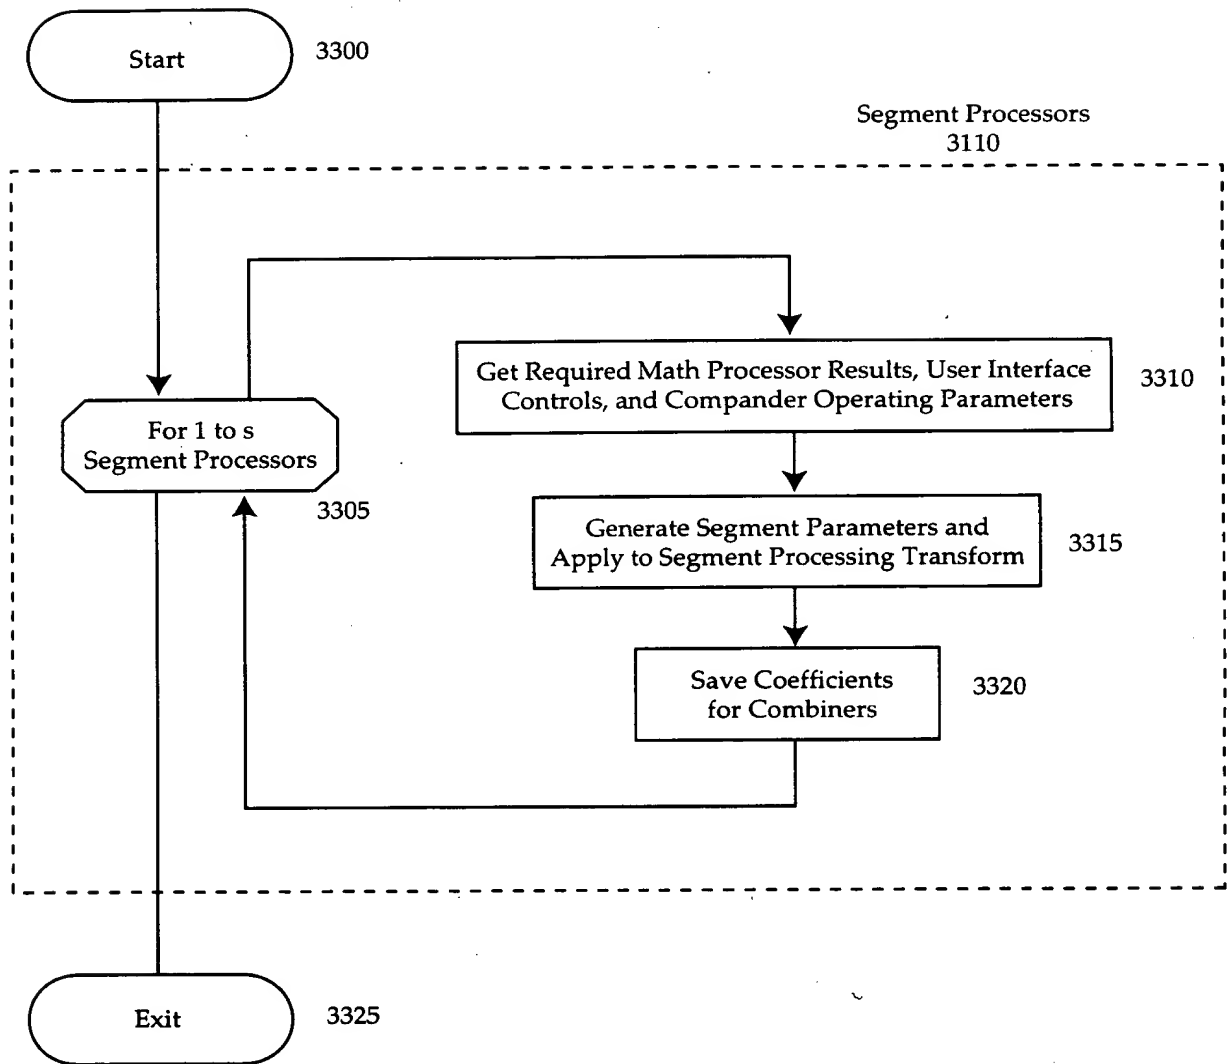 Start
3300
Segment Processors
3110
Get Required Math Processor Results, User Interface
Controls, and Compander Operating Parameters
3310
For 1 to s
Segment Processors
3305
Generate Segment Parameters and
Apply to Segment Processing Transform
3315
Save Coefficients
for Combiners
3320
Exit
3325